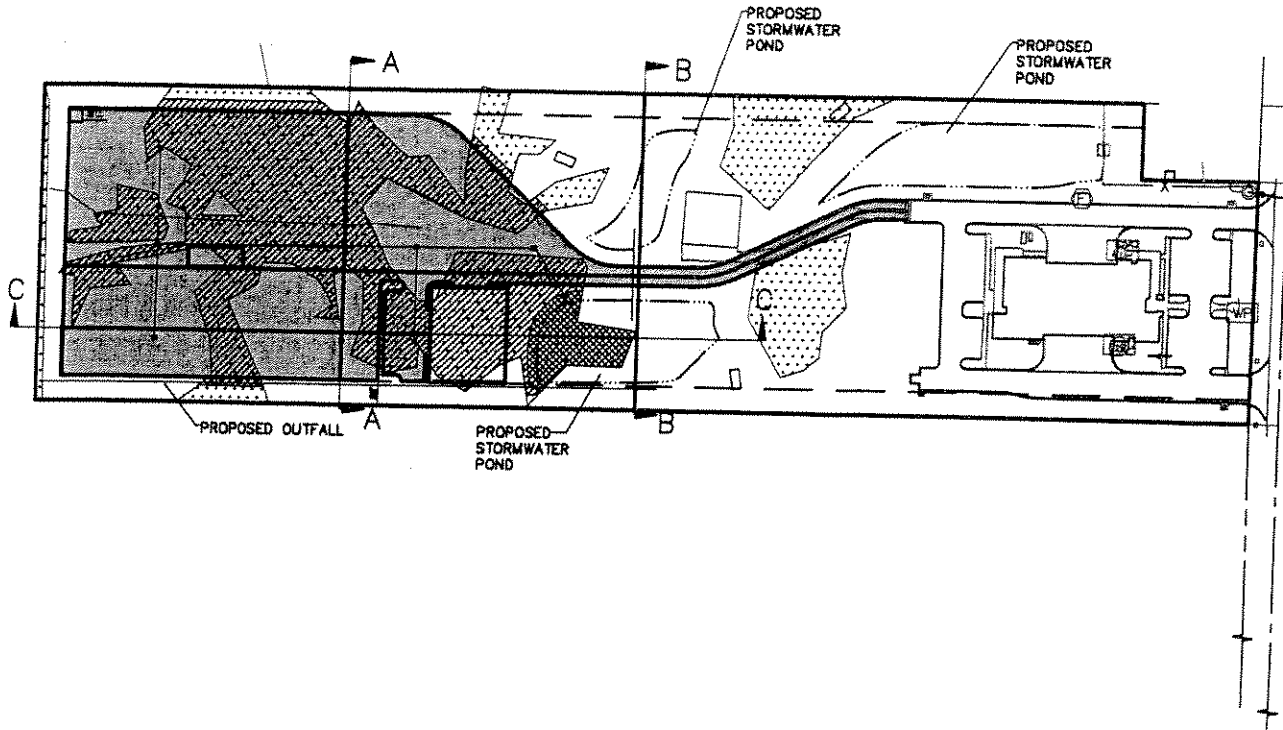 PROPOSED
STORMWATER
POND
PROPOSED
STORMWATER
POND
A
B
C
C
PROPOSED OUTFALL
A
PROPOSED
STORMWATER
POND
B